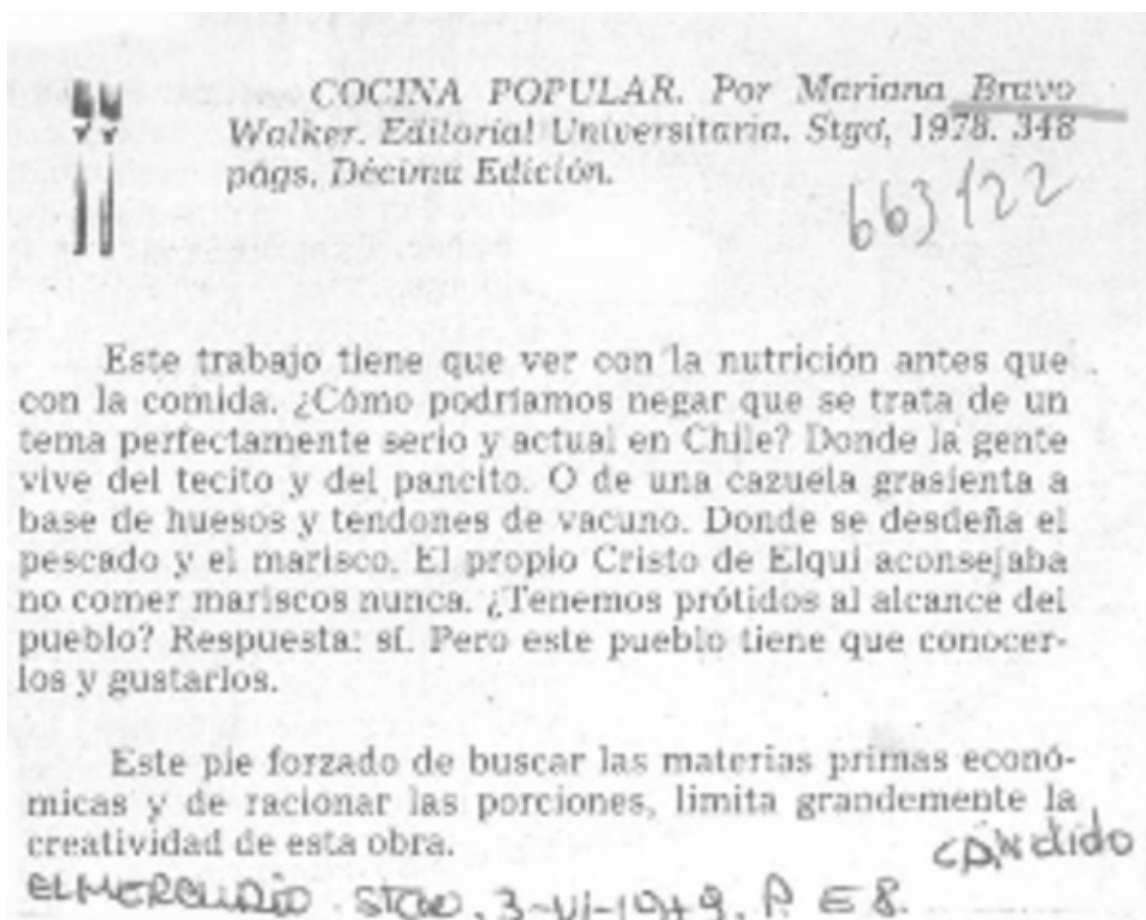 COCINA POPULAR. Por Mariana Bravo
Walker. Editorial Universitaria. Stgo, 1978. 348
págs. Décima Edición.
663122
Este trabajo tiene que ver con la nutrición antes que
con la comida. ¿Cómo podríamos negar que se trata de un
tema perfectamente serio y actual en Chile? Donde la gente
vive del tecito y del pancito. O de una cazuela grasienta a
base de huesos y tendones de vacuno. Donde se desdeña el
pescado y el marisco. El propio Cristo de Elqui aconsejaba
no comer mariscos nunca. ¿Tenemos prótidos al alcance del
pueblo? Respuesta: sí. Pero este pueblo tiene que conocer-
los y gustarlos.
Este pie forzado de buscar las materias primas econó-
micas y de racionar las porciones, limita grandemente la
creatividad de esta obra.
CÁNdido
EL MERCURIO. STGO, 3-VI-1979. P. E 8.